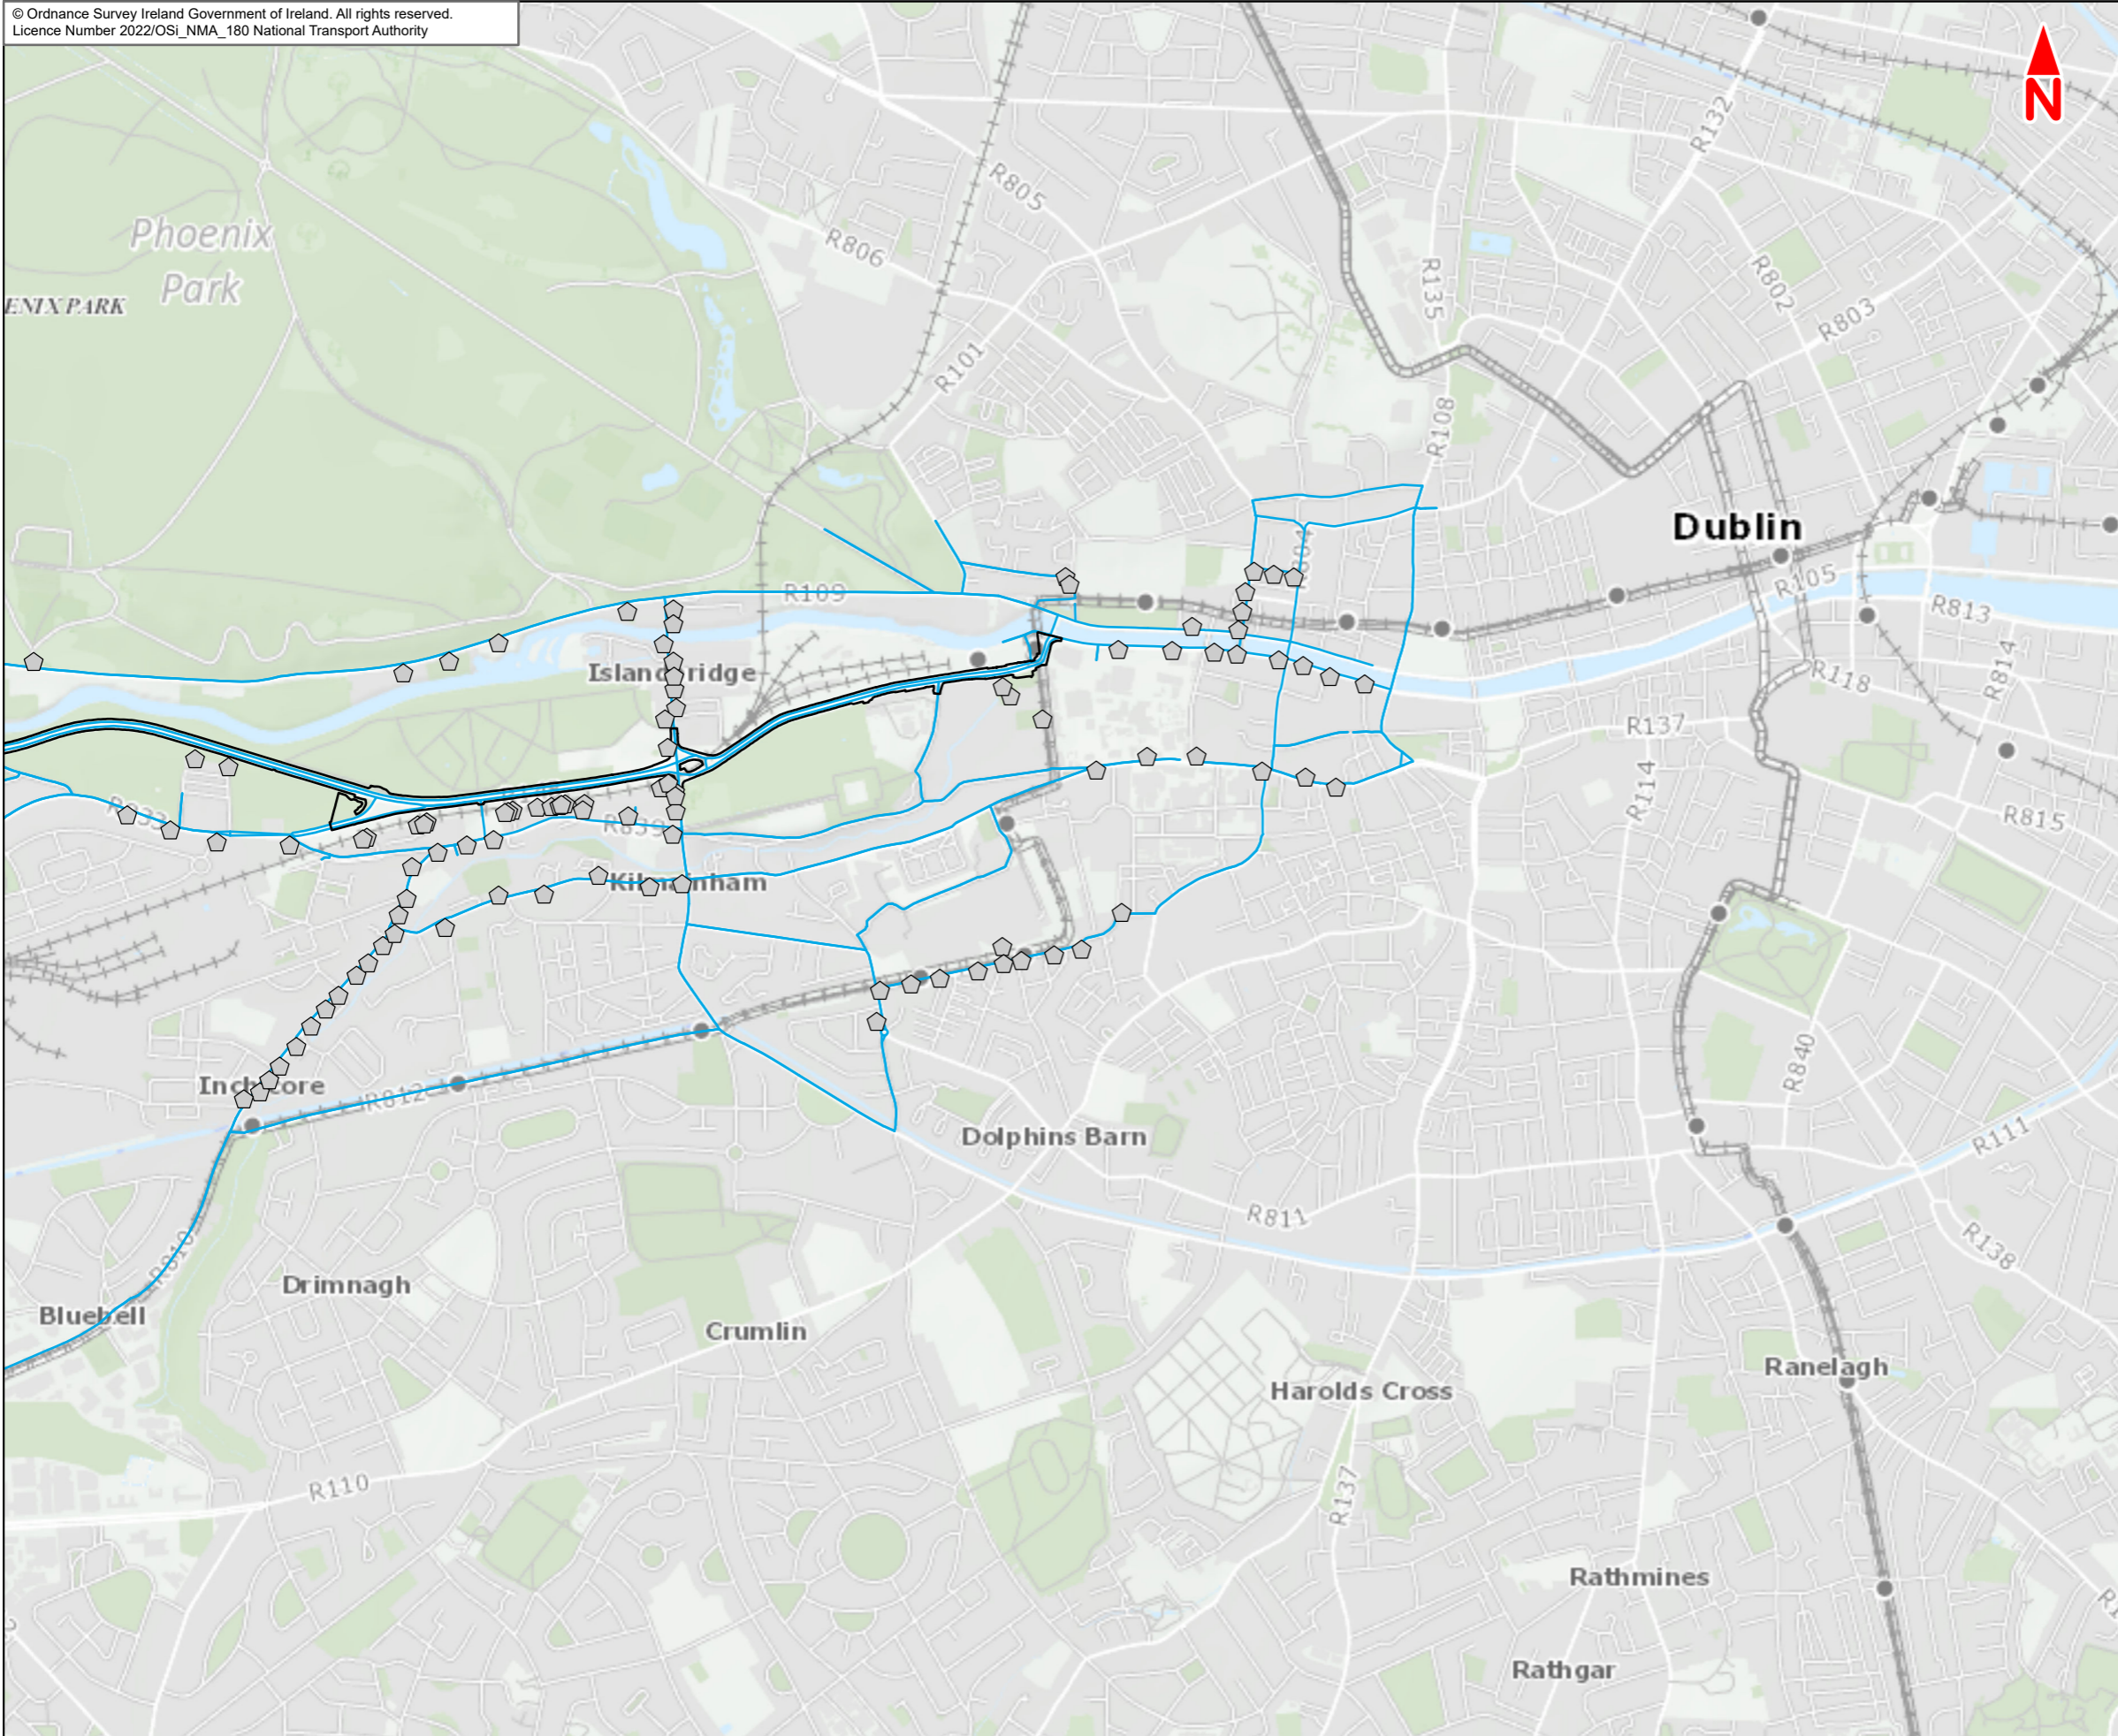 © Ordnance Survey Ireland Government of Ireland. All rights reserved.
Licence Number 2022/OSi_NMA_180 National Transport Authority
N
R132
R805
Phoenix
Park
R806
R135
R802
ENIX PARK
R803
R101
R108
Dublin
R105
R109
R813
Islandbridge
R814
R118
R137
R114
R833
R839
R815
Kilmainham
R840
Inchicore
R812
Dolphins Barn
R111
R811
R138
R810
Drimnagh
Bluebell
Crumlin
Ranelagh
Harolds Cross
R110
R137
Rathmines
Rathgar